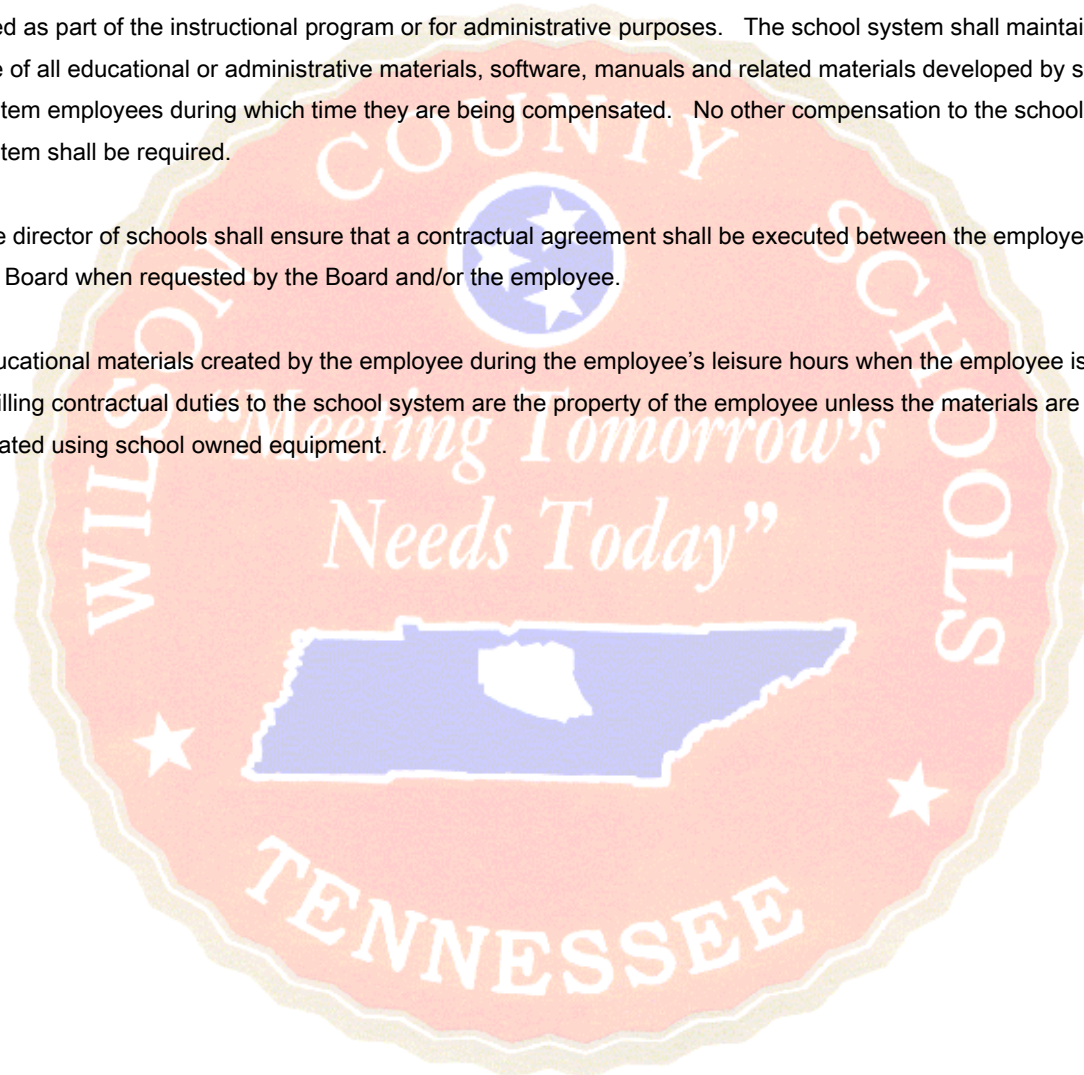 ed as part of the instructional program or for administrative purposes. The school system shall maintai
e of all educational or administrative materials, software, manuals and related materials developed by s
tem employees during which time they are being compensated. No other compensation to the school
tem shall be required.
e director of schools shall ensure that a contractual agreement shall be executed between the employe
Board when requested by the Board and/or the employee.
ucational materials created by the employee during the employee's leisure hours when the employee is
illing contractual duties to the school system are the property of the employee unless the materials are
ated using school owned equipment.
WILSON COUNTY SCHOOLS
"Meeting Tomorrow's
Needs Today"
TENNESSEE